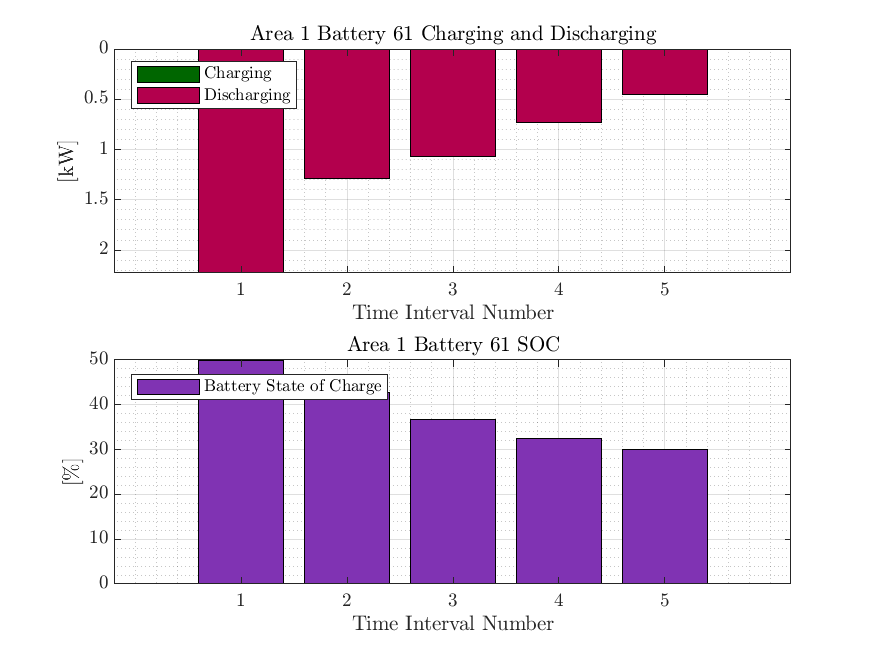 Area 1 Battery 61 Charging and Discharging
0
0.5
1
1.5
2
[kW]
Charging
Discharging
1 2 3 4 5
Time Interval Number
Area 1 Battery 61 SOC
50
40
30
20
10
0
[%]
Battery State of Charge
1 2 3 4 5
Time Interval Number